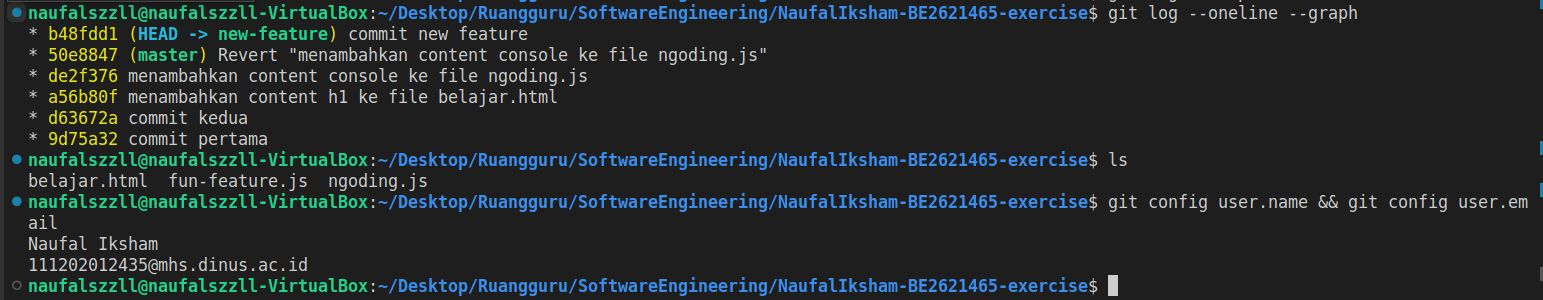 naufalszzll@naufalszzll-VirtualBox:~/Desktop/Ruangguru/SoftwareEngineering/NaufalIksham-BE2621465-exercise$ git log --oneline --graph
* b48fdd1 (HEAD -> new-feature) commit new feature
* 50e8847 (master) Revert "menambahkan content console ke file ngoding.js"
* de2f376 menambahkan content console ke file ngoding.js
* a56b80f menambahkan content h1 ke file belajar.html
* d63672a commit kedua
* 9d75a32 commit pertama
naufalszzll@naufalszzll-VirtualBox:~/Desktop/Ruangguru/SoftwareEngineering/NaufalIksham-BE2621465-exercise$ ls
belajar.html  fun-feature.js  ngoding.js
naufalszzll@naufalszzll-VirtualBox:~/Desktop/Ruangguru/SoftwareEngineering/NaufalIksham-BE2621465-exercise$ git config user.name && git config user.em
ail
Naufal Iksham
111202012435@mhs.dinus.ac.id
naufalszzll@naufalszzll-VirtualBox:~/Desktop/Ruangguru/SoftwareEngineering/NaufalIksham-BE2621465-exercise$